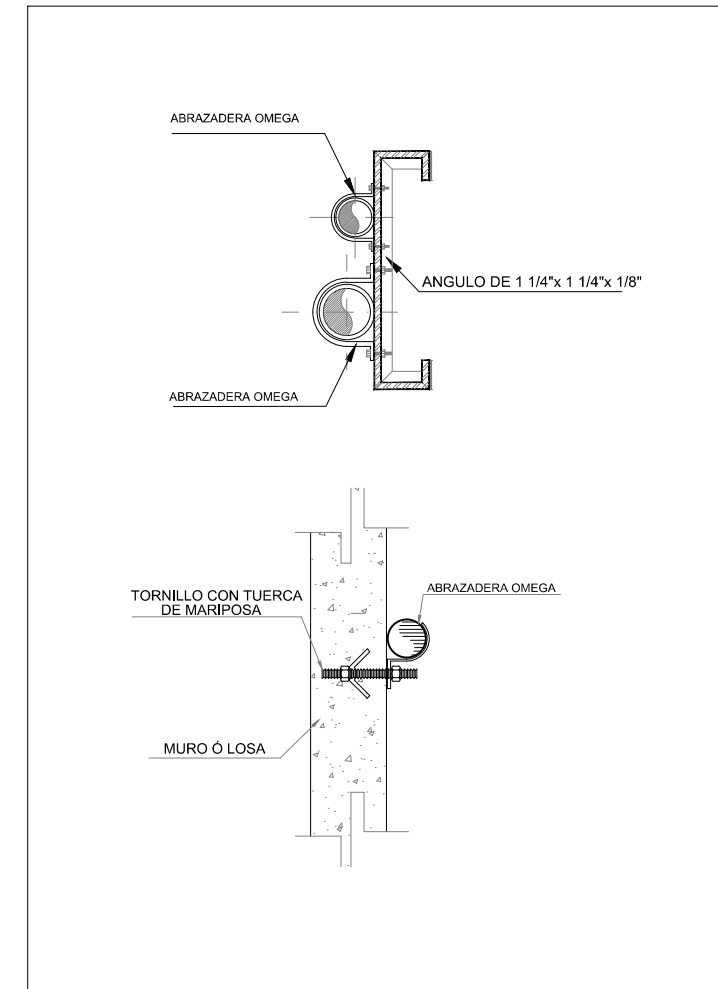 ABRAZADERA OMEGA
ANGULO DE 1 1/4"x 1 1/4"x 1/8"
ABRAZADERA OMEGA
TORNILLO CON TUERCA
DE MARIPOSA
ABRAZADERA OMEGA
MURO Ó LOSA